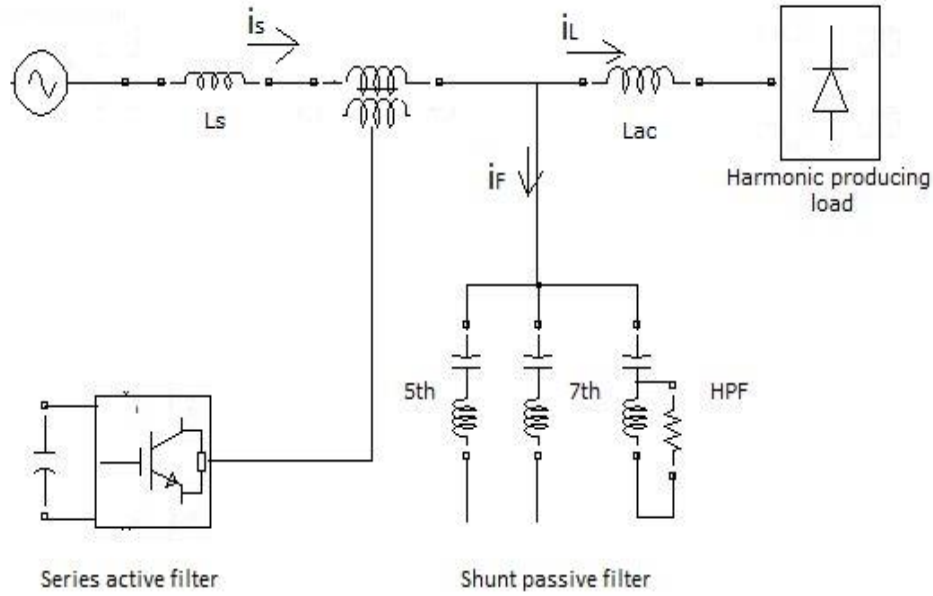 is
iL
Ls
Lac
iF
Harmonic producing
load
5th
7th
HPF
Series active filter
Shunt passive filter